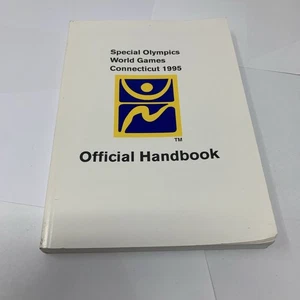 Special Olympics
World Games
Connecticut 1995
TM
Official Handbook